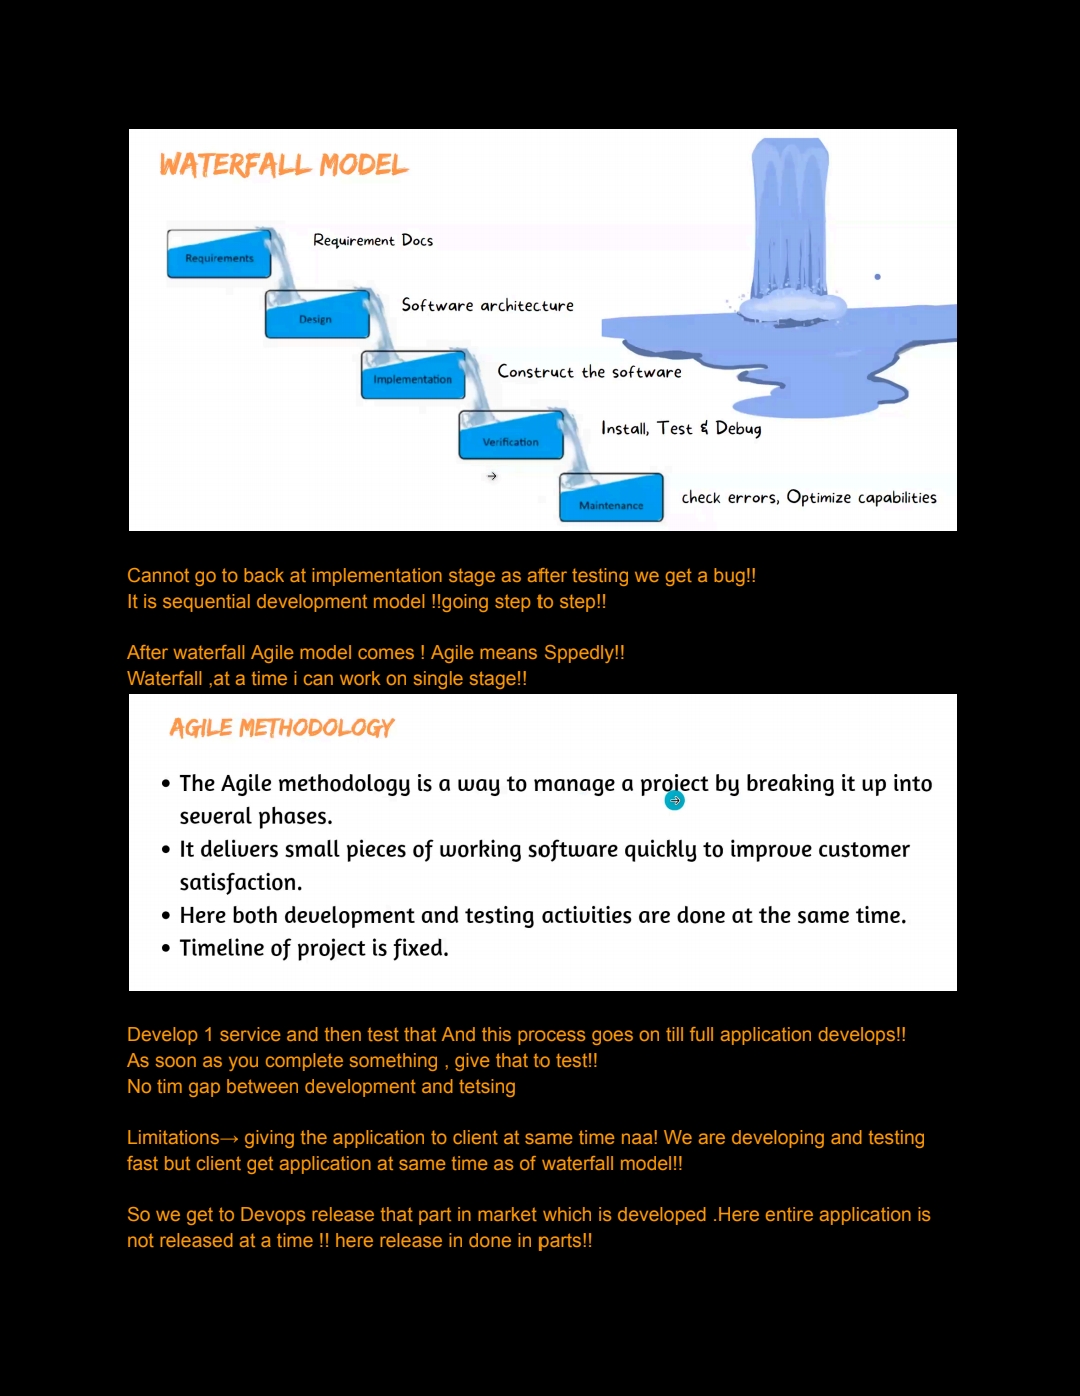 WATERFALL MODEL
Requirements
Requirement Docs
Design
Software architecture
Implementation
Construct the software
Verification
Install, Test & Debug
→
Maintenance
check errors, Optimize capabilities
Cannot go to back at implementation stage as after testing we get a bug!!
It is sequential development model !!going step to step!!
After waterfall Agile model comes ! Agile means Sppedly!!
Waterfall ,at a time i can work on single stage!!
AGILE METHODOLOGY
• The Agile methodology is a way to manage a project by breaking it up into
several phases.
• It delivers small pieces of working software quickly to improve customer
satisfaction.
• Here both development and testing activities are done at the same time.
• Timeline of project is fixed.
Develop 1 service and then test that And this process goes on till full application develops!!
As soon as you complete something , give that to test!!
No tim gap between development and tetsing
Limitations→ giving the application to client at same time naa! We are developing and testing
fast but client get application at same time as of waterfall model!!
So we get to Devops release that part in market which is developed .Here entire application is
not released at a time !! here release in done in parts!!